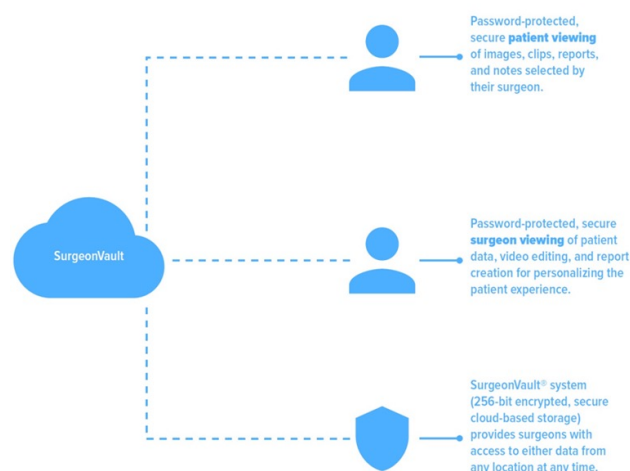 Password-protected,
secure patient viewing
of images, clips, reports,
and notes selected by
their surgeon.
SurgeonVault
Password-protected, secure
surgeon viewing of patient
data, video editing, and report
creation for personalizing the
patient experience.
SurgeonVault® system
(256-bit encrypted, secure
cloud-based storage)
provides surgeons with
access to either data from
any location at any time.